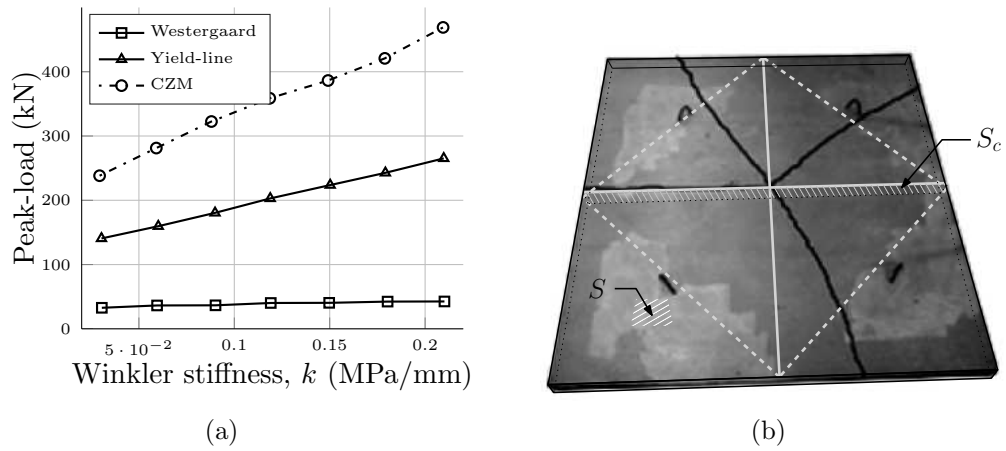 Westergaard
Yield-line
CZM
Peak-load (kN)
400
300
200
100
0
5 · 10⁻²
0.1
0.15
0.2
Winkler stiffness, k (MPa/mm)
(a)
S_c
S
(b)